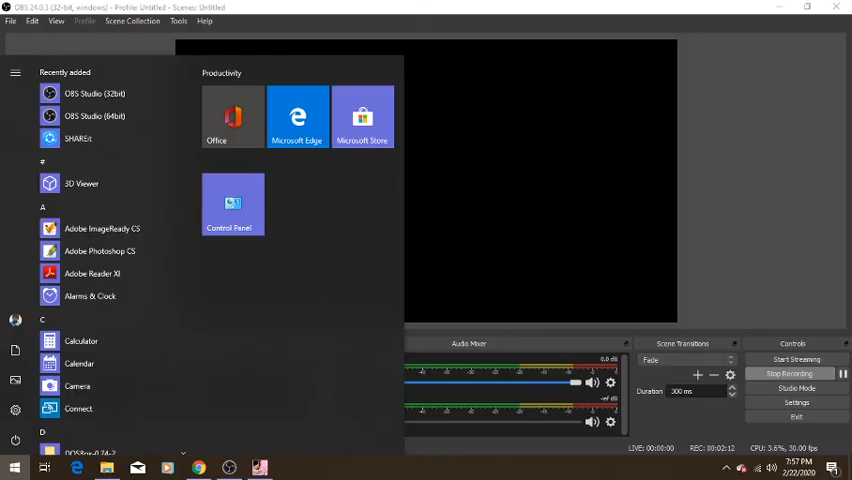 OBS 24.0.3 (32-bit, windows) - Profile: Untitled - Scenes: Untitled
File Edit View Profile Scene Collection Tools Help
Recently added
OBS Studio (32bit)
OBS Studio (64bit)
SHAREit
#
3D Viewer
A
Adobe ImageReady CS
Adobe Photoshop CS
Adobe Reader XI
Alarms & Clock
C
Calculator
Calendar
Camera
Connect
D
DOSBox-0.74-2
Productivity
Office
Microsoft Edge
Microsoft Store
Control Panel
Audio Mixer
0.0 dB
-inf dB
Scene Transitions
Fade
Duration 300 ms
Controls
Start Streaming
Stop Recording
Studio Mode
Settings
Exit
LIVE: 00:00:00 REC: 00:02:12 CPU: 3.6%, 30.00 fps
7:57 PM
2/22/2020